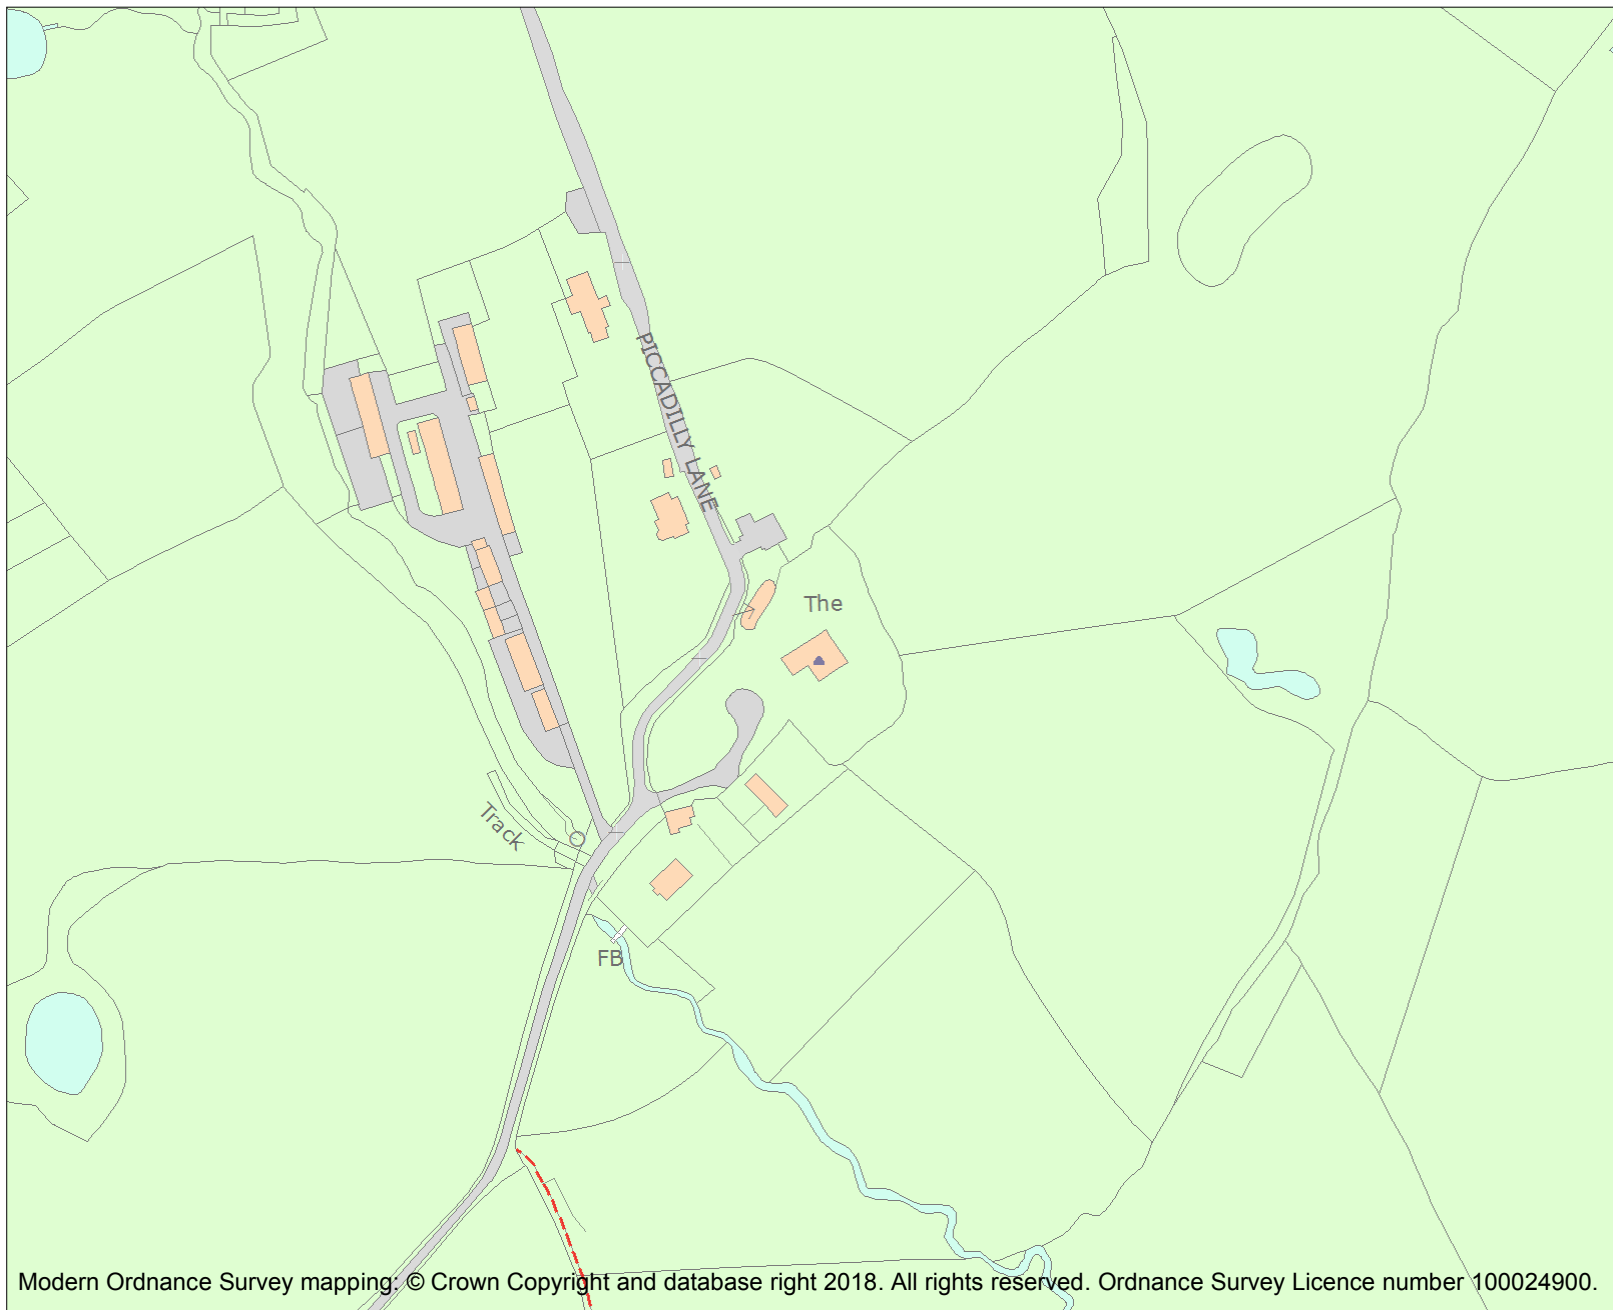 PICCADILLY LANE
The
Track
FB
Modern Ordnance Survey mapping: © Crown Copyright and database right 2018. All rights reserved. Ordnance Survey Licence number 100024900.